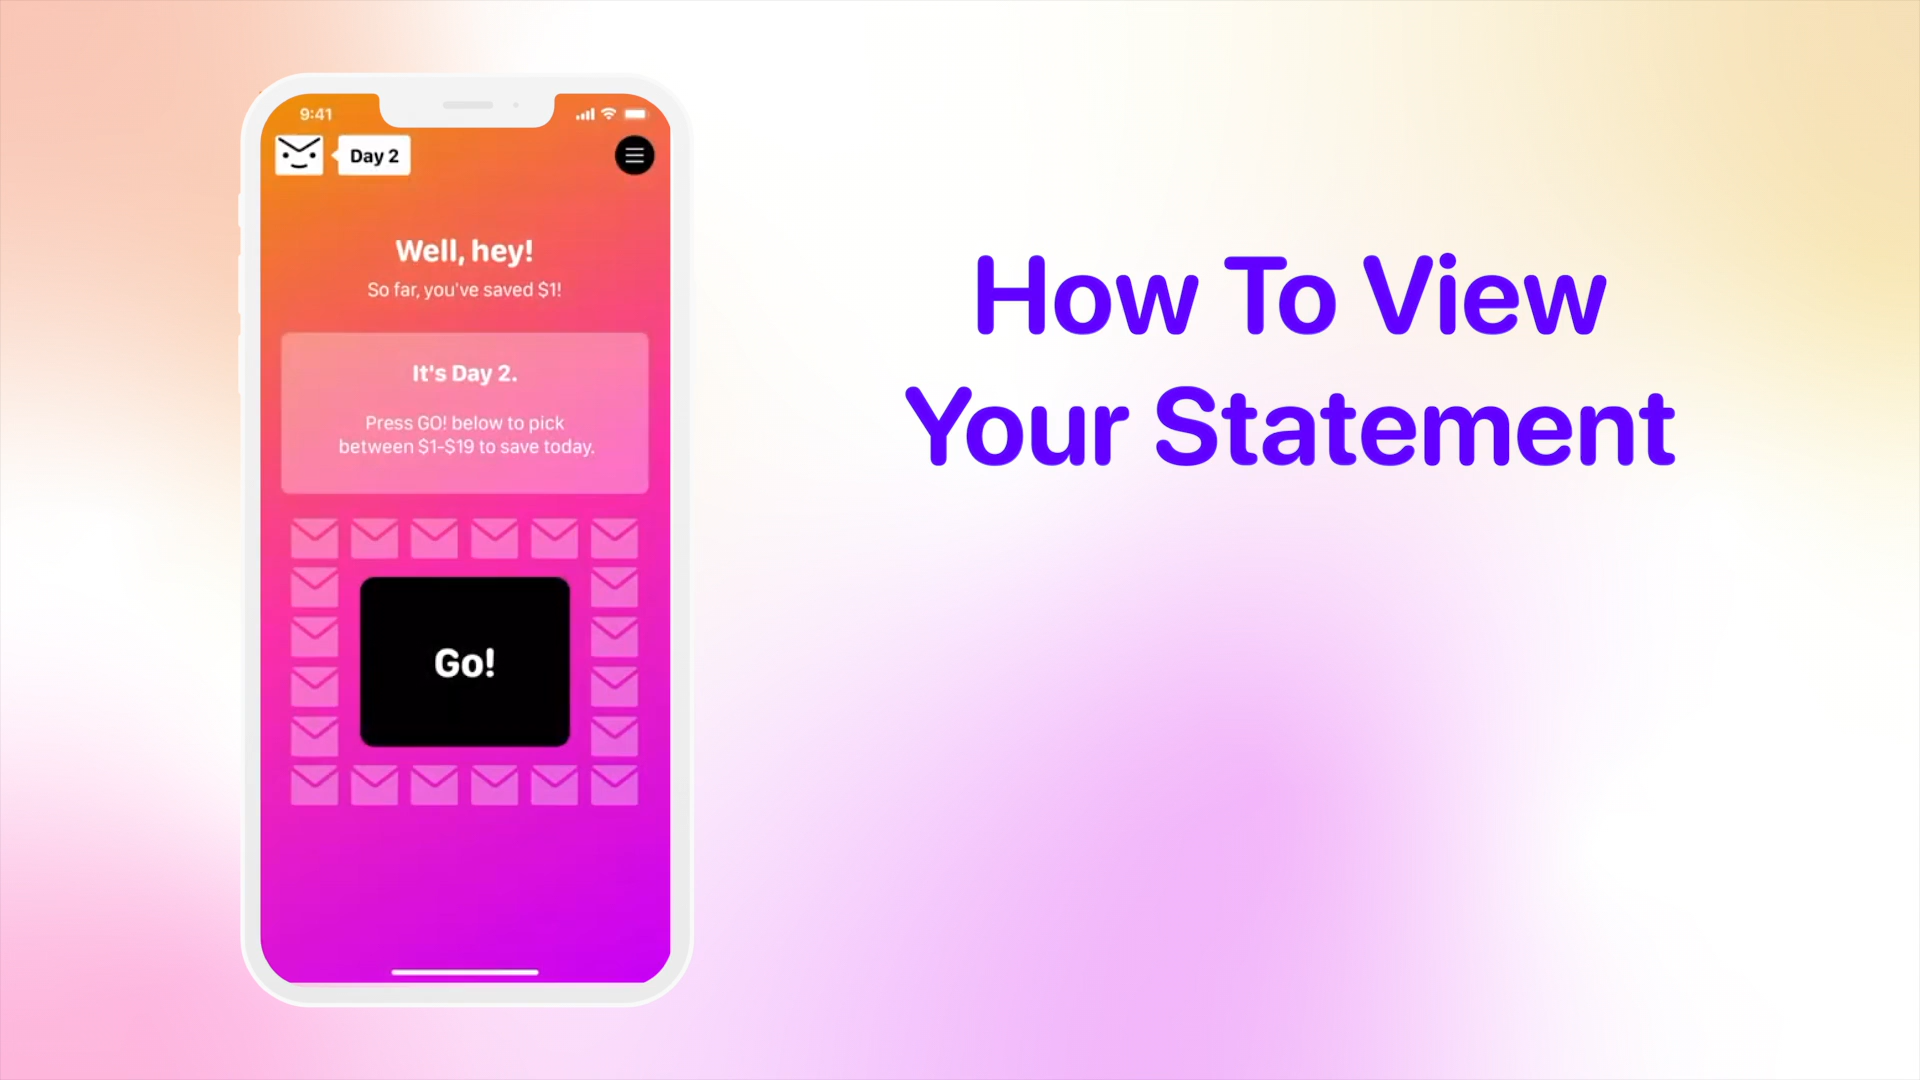 9:41
Day 2
Well, hey!
So far, you've saved $1!
It's Day 2.
Press GO! below to pick
between $1-$19 to save today.
Go!
How To View
Your Statement